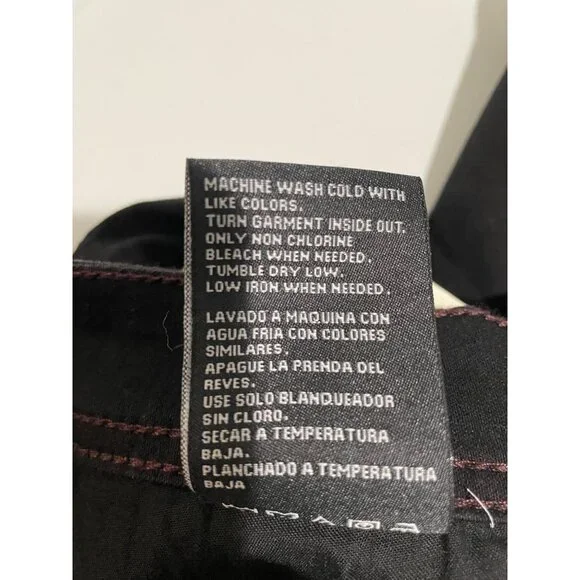 MACHINE WASH COLD WITH
LIKE COLORS.
TURN GARMENT INSIDE OUT.
ONLY NON CHLORINE
BLEACH WHEN NEEDED.
TUMBLE DRY LOW.
LOW IRON WHEN NEEDED.
LAVADO A MAQUINA CON
AGUA FRIA CON COLORES
SIMILARES.
APAGUE LA PRENDA DEL
REVES.
USE SOLO BLANQUEADOR
SIN CLORO.
SECAR A TEMPERATURA
BAJA.
PLANCHADO A TEMPERATURA
BAJA